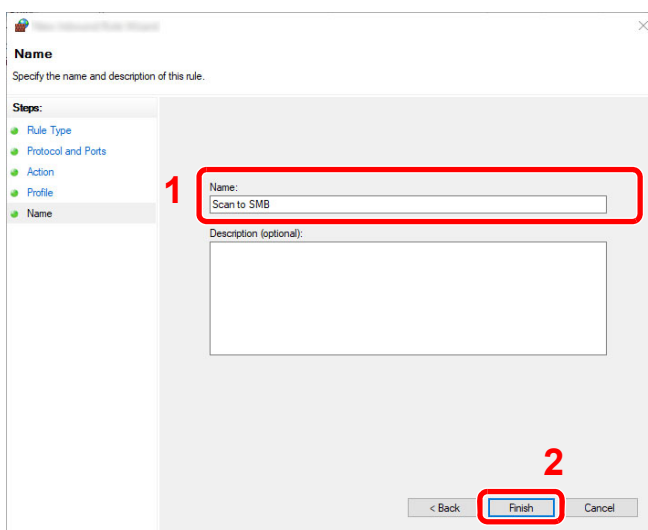 Name
Specify the name and description of this rule.
Steps:
Rule Type
Protocol and Ports
Action
Profile
Name
1
Name:
Scan to SMB
Description (optional):
2
< Back
Finish
Cancel